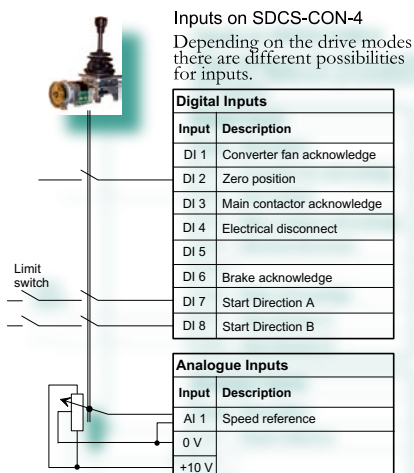 Inputs on SDCS-CON-4
Depending on the drive modes
there are different possibilities
for inputs.
Digital Inputs
Input Description
DI 1 Converter fan acknowledge
DI 2 Zero position
DI 3 Main contactor acknowledge
DI 4 Electrical disconnect
DI 5
DI 6 Brake acknowledge
Limit
switch
DI 7 Start Direction A
DI 8 Start Direction B
Analogue Inputs
Input Description
AI 1 Speed reference
0 V
+10 V